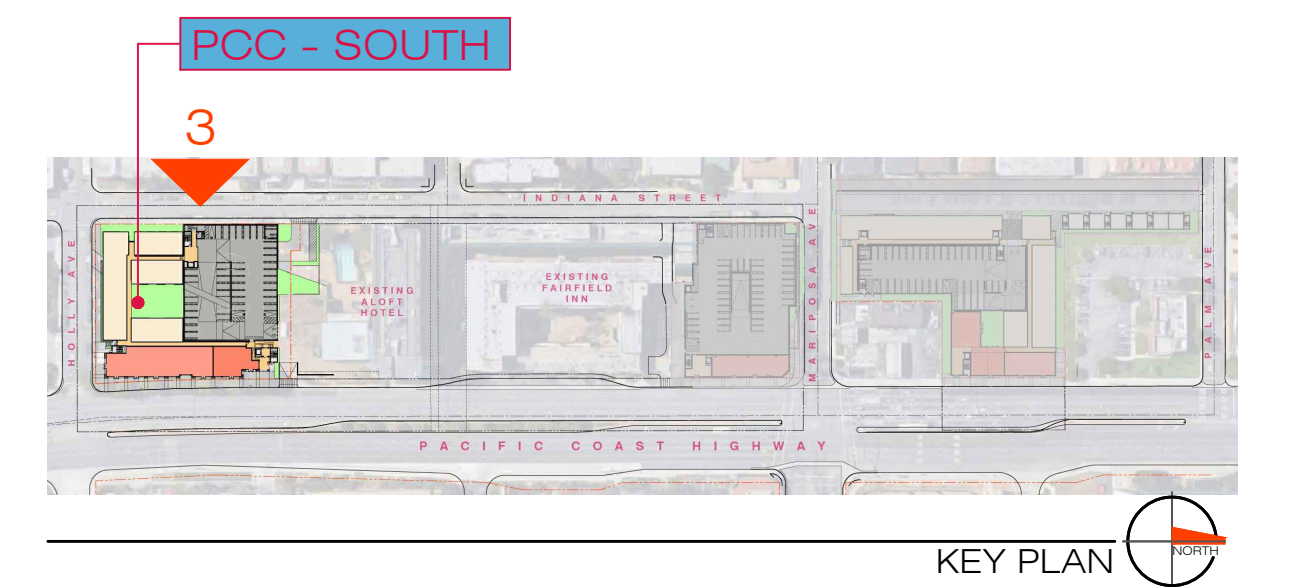 PCC - SOUTH
3
INDIANA STREET
HOLLY AVE
EXISTING
ALOFT
HOTEL
EXISTING
FAIRFIELD
INN
MARIPOSA AVE
PALM AVE
PACIFIC COAST HIGHWAY
KEY PLAN
NORTH